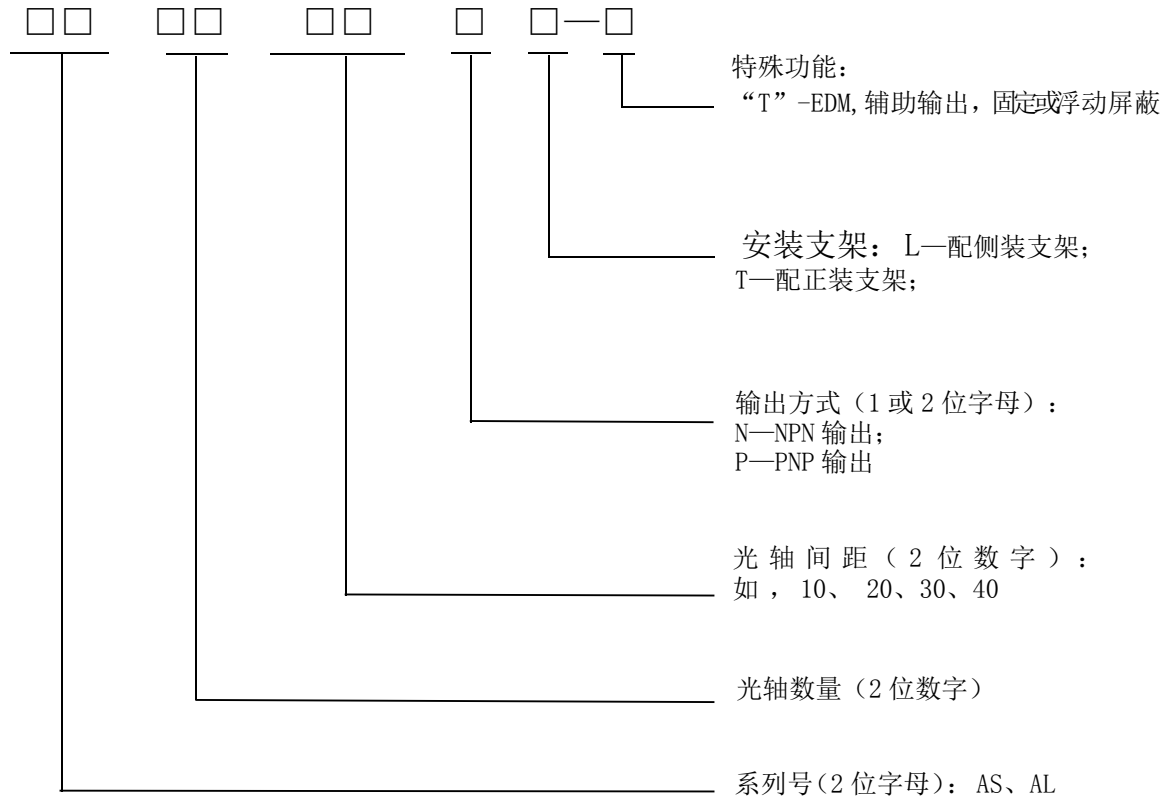 □□ □□ □□ □ □—□
特殊功能：
“T”-EDM,辅助输出，固定或浮动屏蔽
安装支架：L—配侧装支架；
T—配正装支架；
输出方式（1或2位字母）：
N—NPN输出；
P—PNP输出
光轴间距（2位数字）：
如，10、 20、30、40
光轴数量（2位数字）
系列号（2位字母）：AS、AL